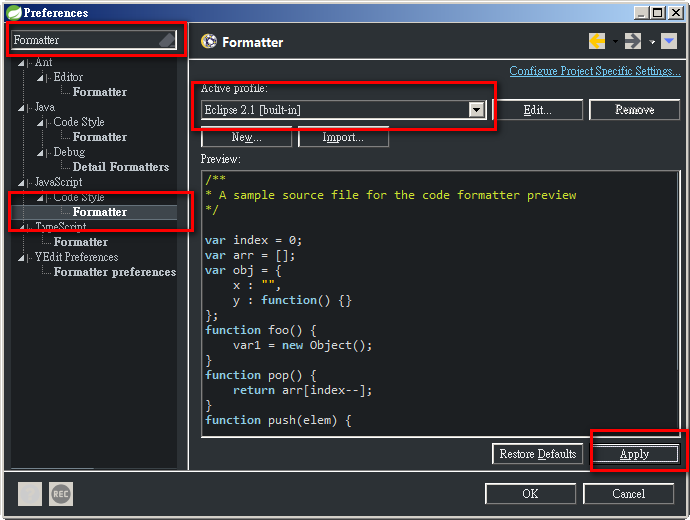 Preferences
Formatter
Formatter
Ant
Editor
Formatter
Java
Code Style
Formatter
Debug
Detail Formatters
JavaScript
Code Style
Formatter
TypeScript
Formatter
YEdit Preferences
Formatter preferences
Configure Project Specific Settings...
Active profile:
Eclipse 2.1 [built-in]
Edit...
Remove
New...
Import...
Preview:
/**
* A sample source file for the code formatter preview
*/
var index = 0;
var arr = [];
var obj = {
x : "",
y : function() {}
};
function foo() {
var1 = new Object();
}
function pop() {
return arr[index--];
}
function push(elem) {
Restore Defaults
Apply
REC
OK
Cancel